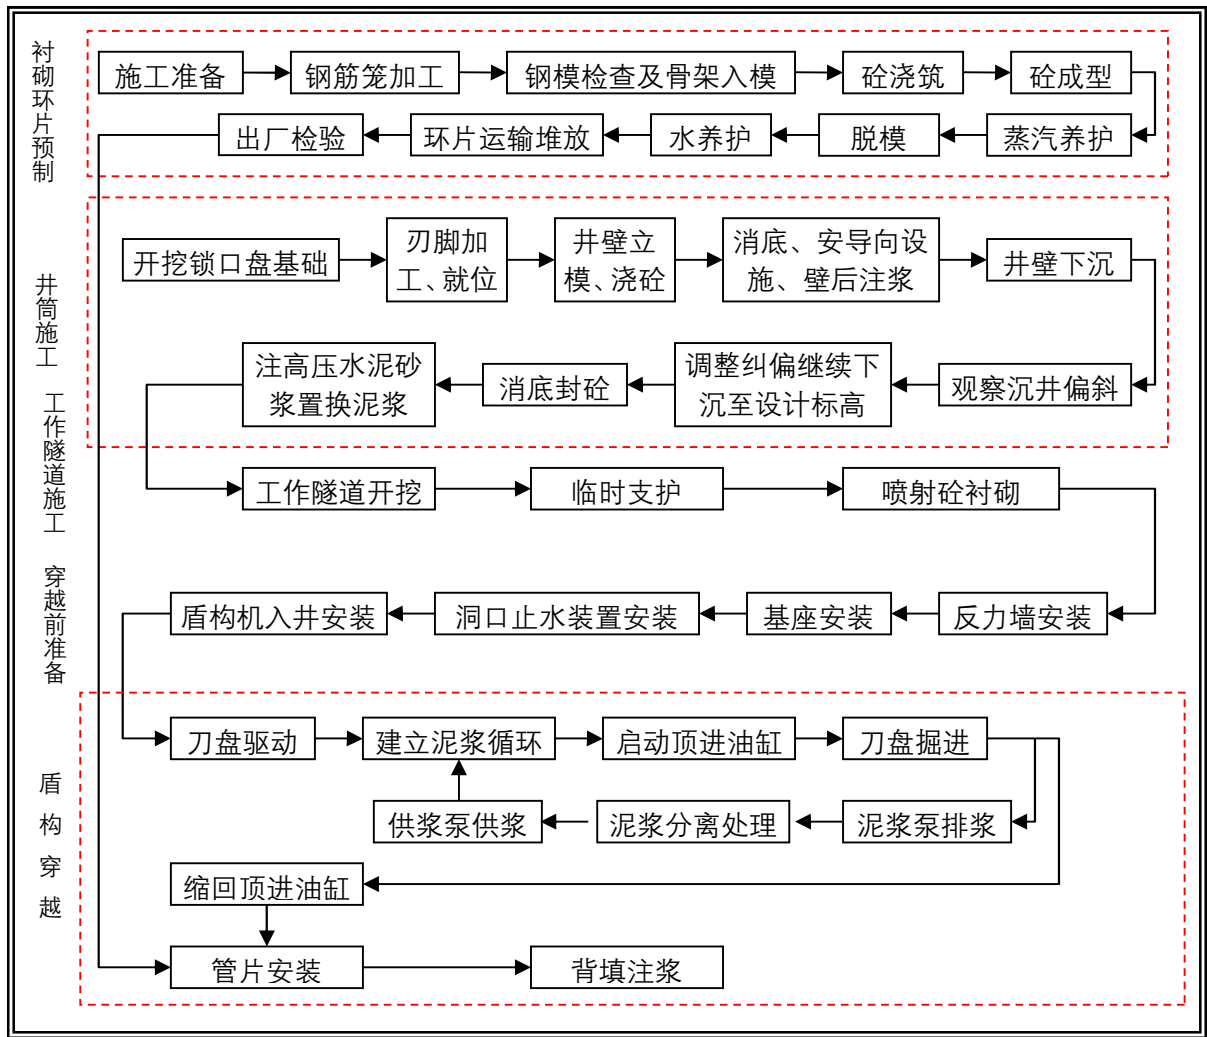 衬砌环片预制
施工准备
钢筋笼加工
钢模检查及骨架入模
砼浇筑
砼成型
出厂检验
环片运输堆放
水养护
脱模
蒸汽养护
井筒施工
开挖锁口盘基础
刃脚加
工、就位
井壁立
模、浇砼
消底、安导向设
施、壁后注浆
井壁下沉
注高压水泥砂
浆置换泥浆
消底封砼
调整纠偏继续下
沉至设计标高
观察沉井偏斜
工作隧道施工
工作隧道开挖
临时支护
喷射砼衬砌
穿越前准备
盾构机入井安装
洞口止水装置安装
基座安装
反力墙安装
盾构穿越
刀盘驱动
建立泥浆循环
启动顶进油缸
刀盘掘进
供浆泵供浆
泥浆分离处理
泥浆泵排浆
缩回顶进油缸
管片安装
背填注浆